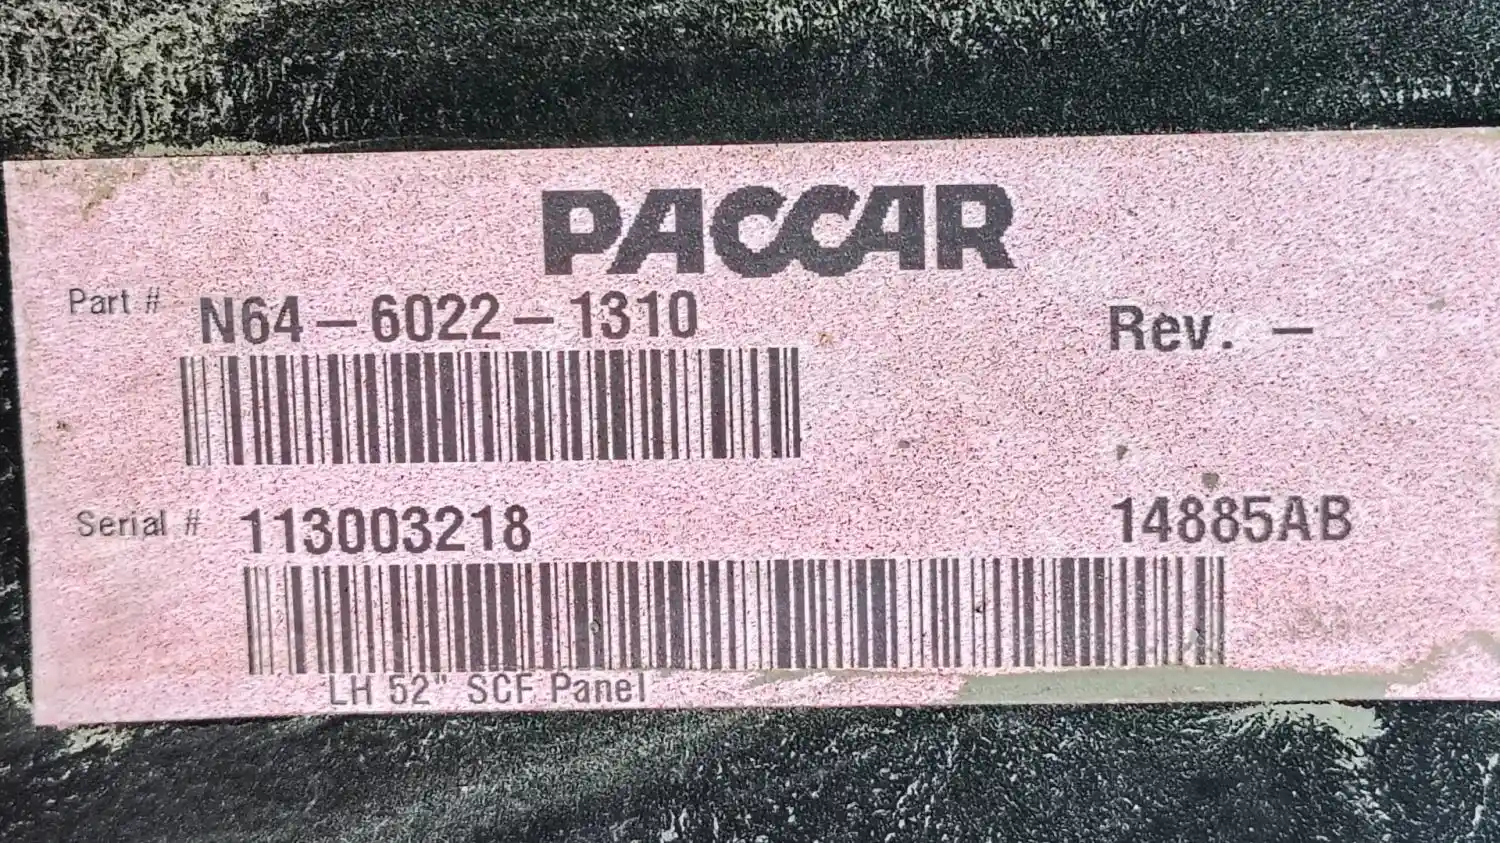 PACCAR
Part # N64-6022-1310 Rev. -
Serial # 113003218 14885AB
LH 52" SCF Panel